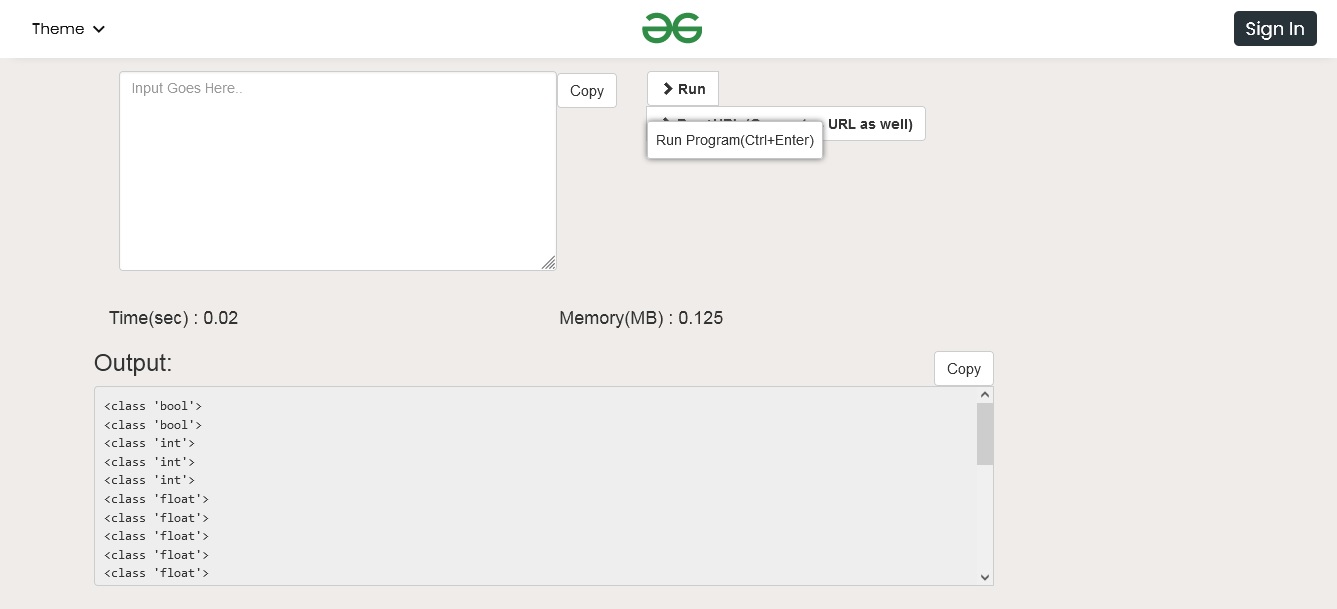 Theme
Sign In
Input Goes Here..
Copy
Run
URL as well)
Run Program(Ctrl+Enter)
Time(sec) : 0.02
Memory(MB) : 0.125
Output:
Copy
<class 'bool'>
<class 'bool'>
<class 'int'>
<class 'int'>
<class 'int'>
<class 'float'>
<class 'float'>
<class 'float'>
<class 'float'>
<class 'float'>